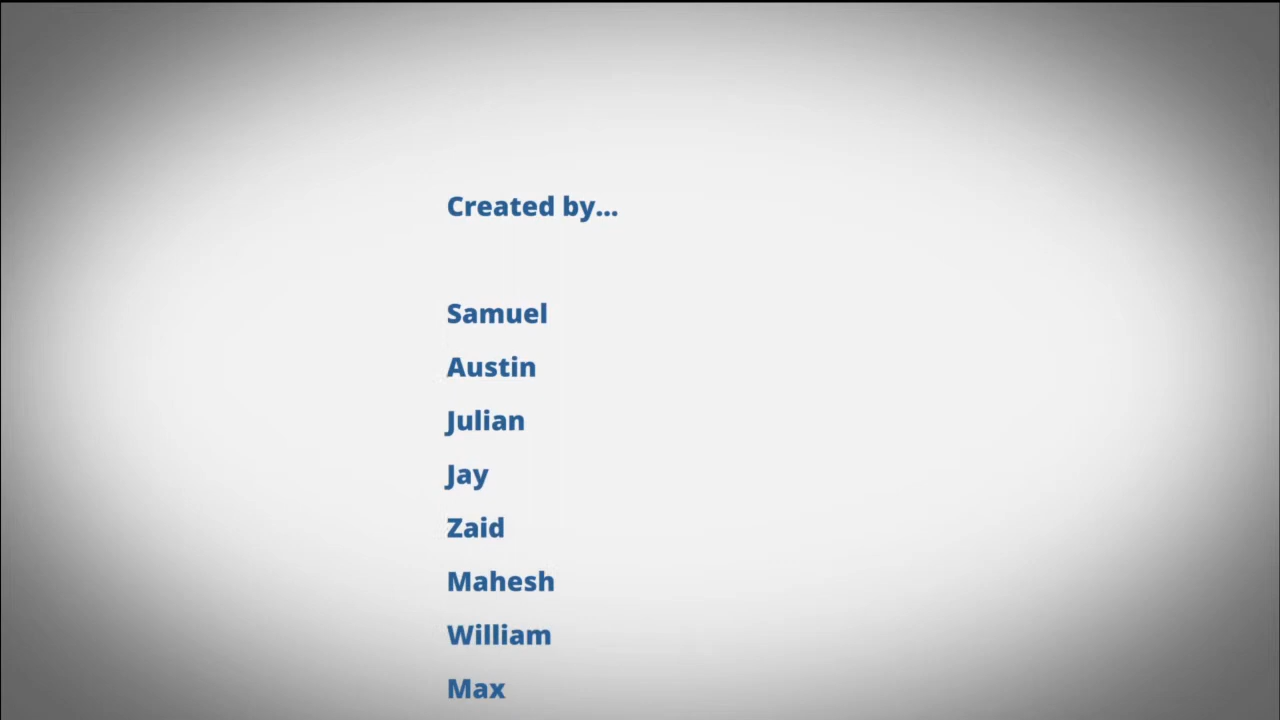 Created by...
Samuel
Austin
Julian
Jay
Zaid
Mahesh
William
Max